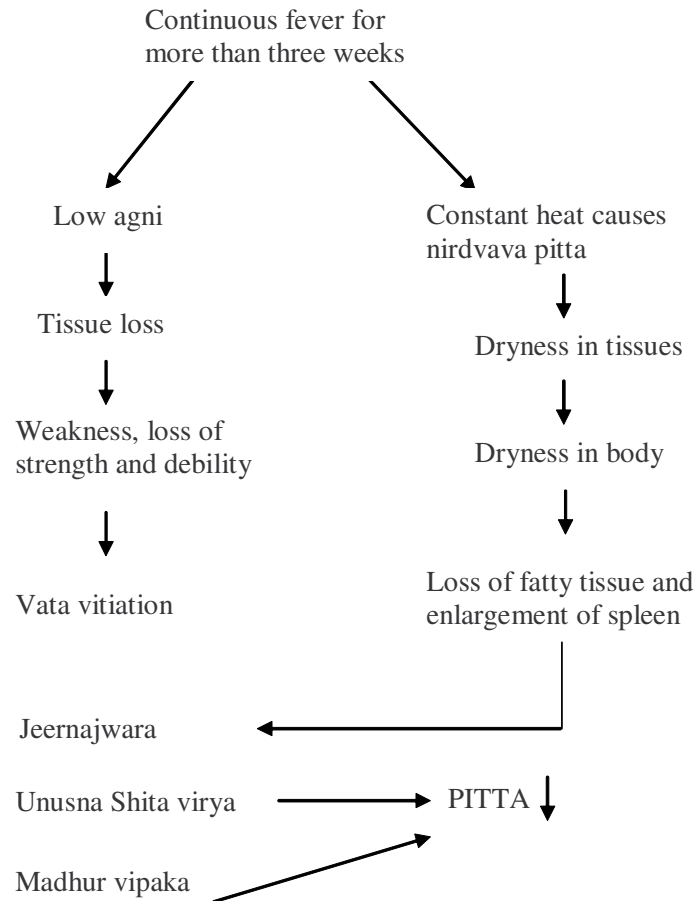 Continuous fever for
more than three weeks
Low agni
Constant heat causes
nirdvava pitta
Tissue loss
Dryness in tissues
Weakness, loss of
strength and debility
Dryness in body
Vata vitiation
Loss of fatty tissue and
enlargement of spleen
Jeernajwara
Unusna Shita virya
PITTA
Madhur vipaka